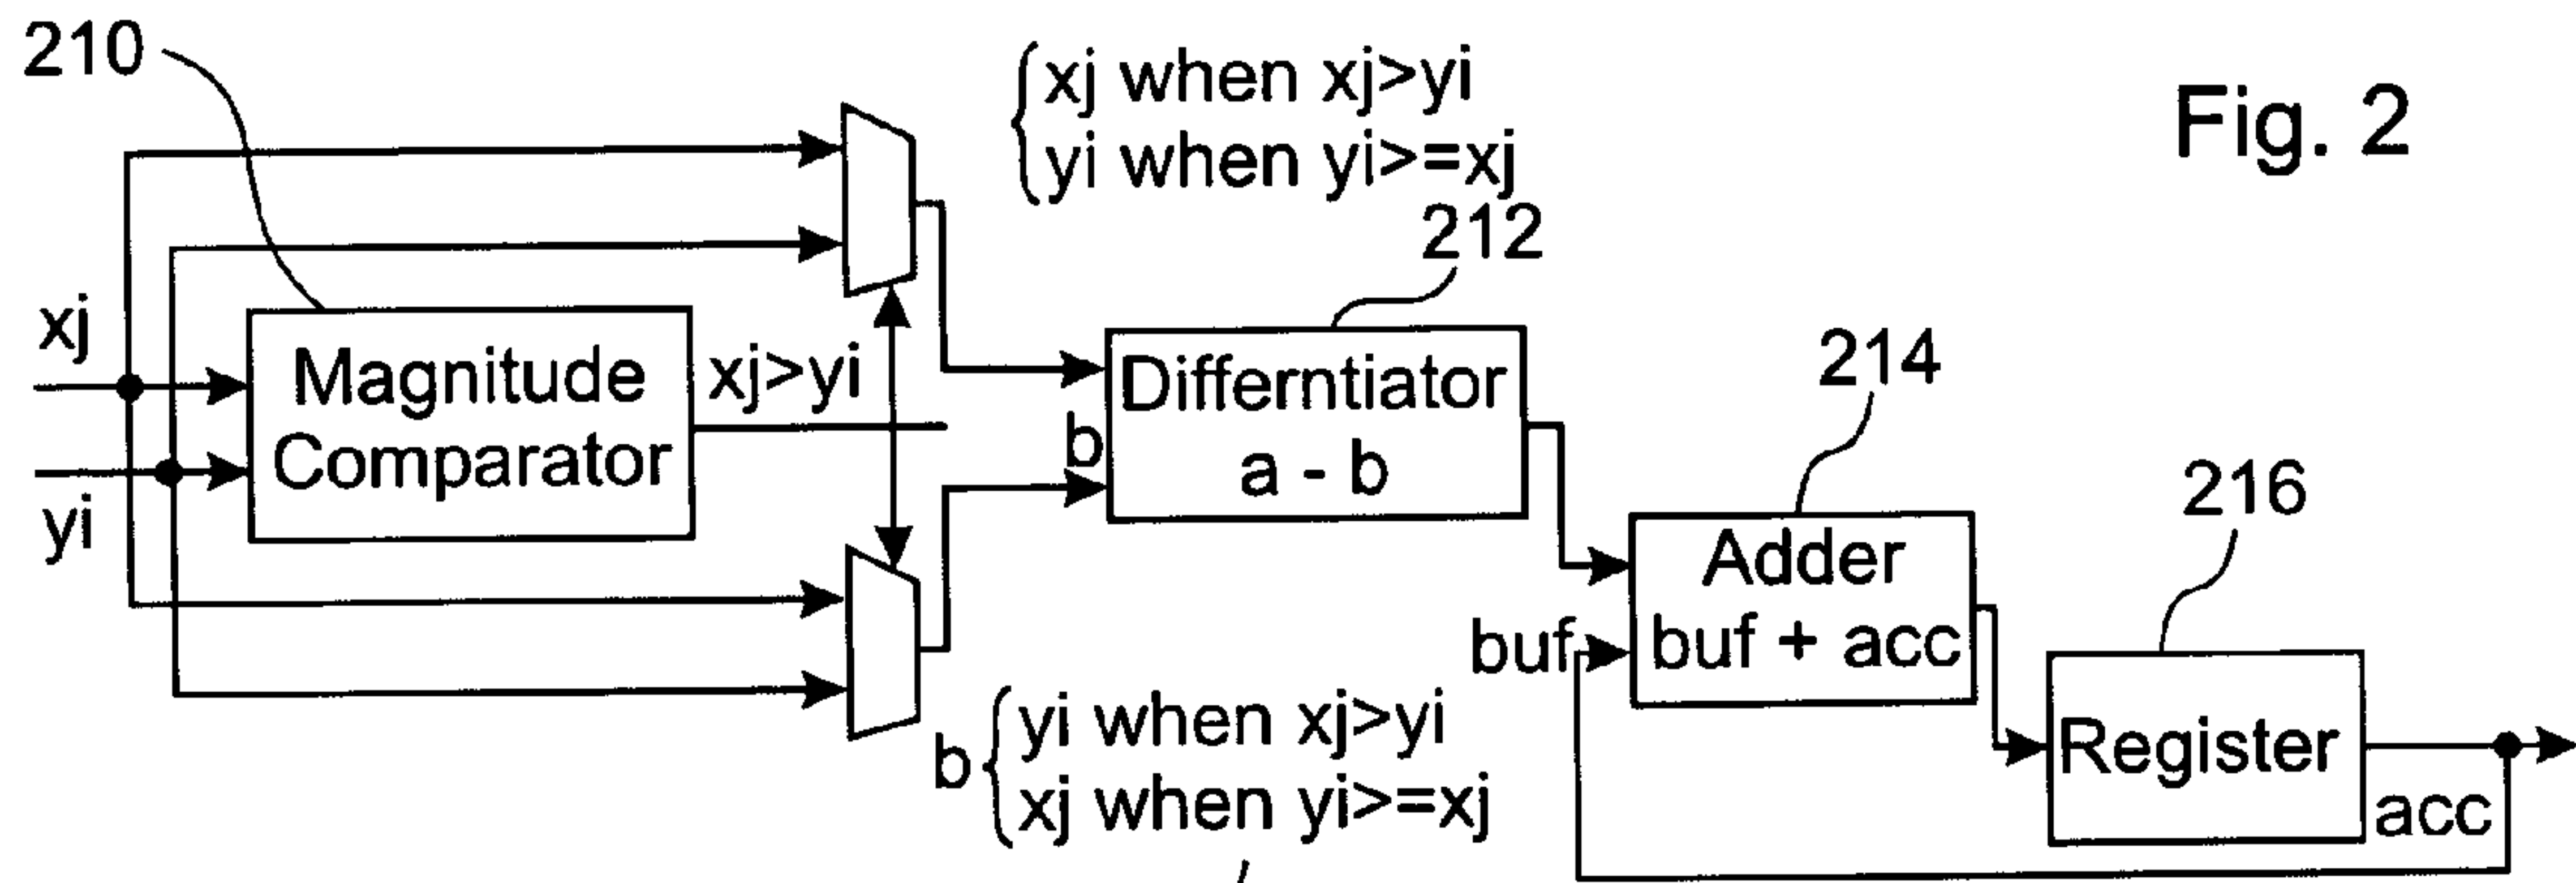 210
xj when xj>yi
yi when yi>=xj
Fig. 2
212
xj
yi
Magnitude
Comparator
xj>yi
b
Differntiator
a - b
214
buf
Adder
buf + acc
216
Register
acc
b
yi when xj>yi
xj when yi>=xj